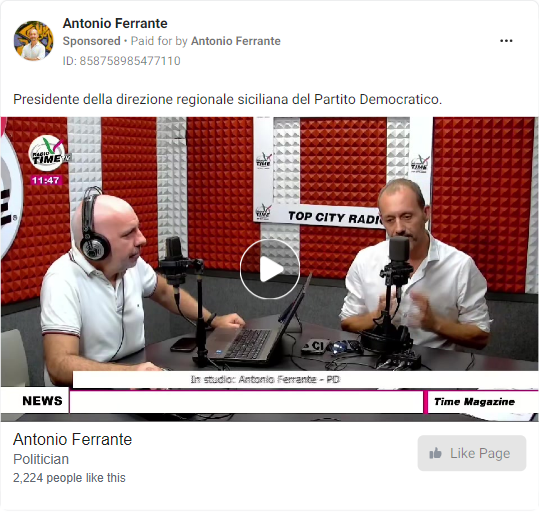 Antonio Ferrante
Sponsored • Paid for by Antonio Ferrante
ID: 858758985477110
Presidente della direzione regionale siciliana del Partito Democratico.
RADIO
TIME
11:47
TIME
TOP CITY RADIO
In studio: Antonio Ferrante - PD
NEWS
Time Magazine
Antonio Ferrante
Politician
2,224 people like this
Like Page